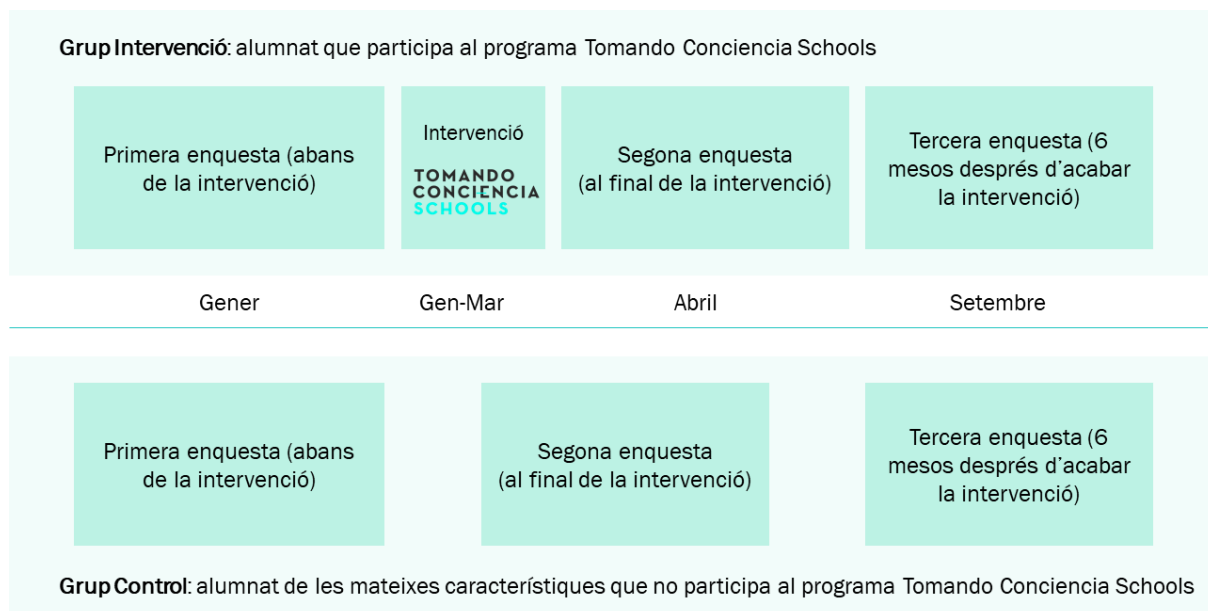 Grup Intervenció: alumnat que participa al programa Tomando Conciencia Schools
Primera enquesta (abans
de la intervenció)
Intervenció
TOMANDO
CONCIENCIA
SCHOOLS
Segona enquesta
(al final de la intervenció)
Tercera enquesta (6
mesos després d’acabar
la intervenció)
Gener
Gen-Mar
Abril
Setembre
Primera enquesta (abans
de la intervenció)
Segona enquesta
(al final de la intervenció)
Tercera enquesta (6
mesos després d’acabar
la intervenció)
Grup Control: alumnat de les mateixes característiques que no participa al programa Tomando Conciencia Schools